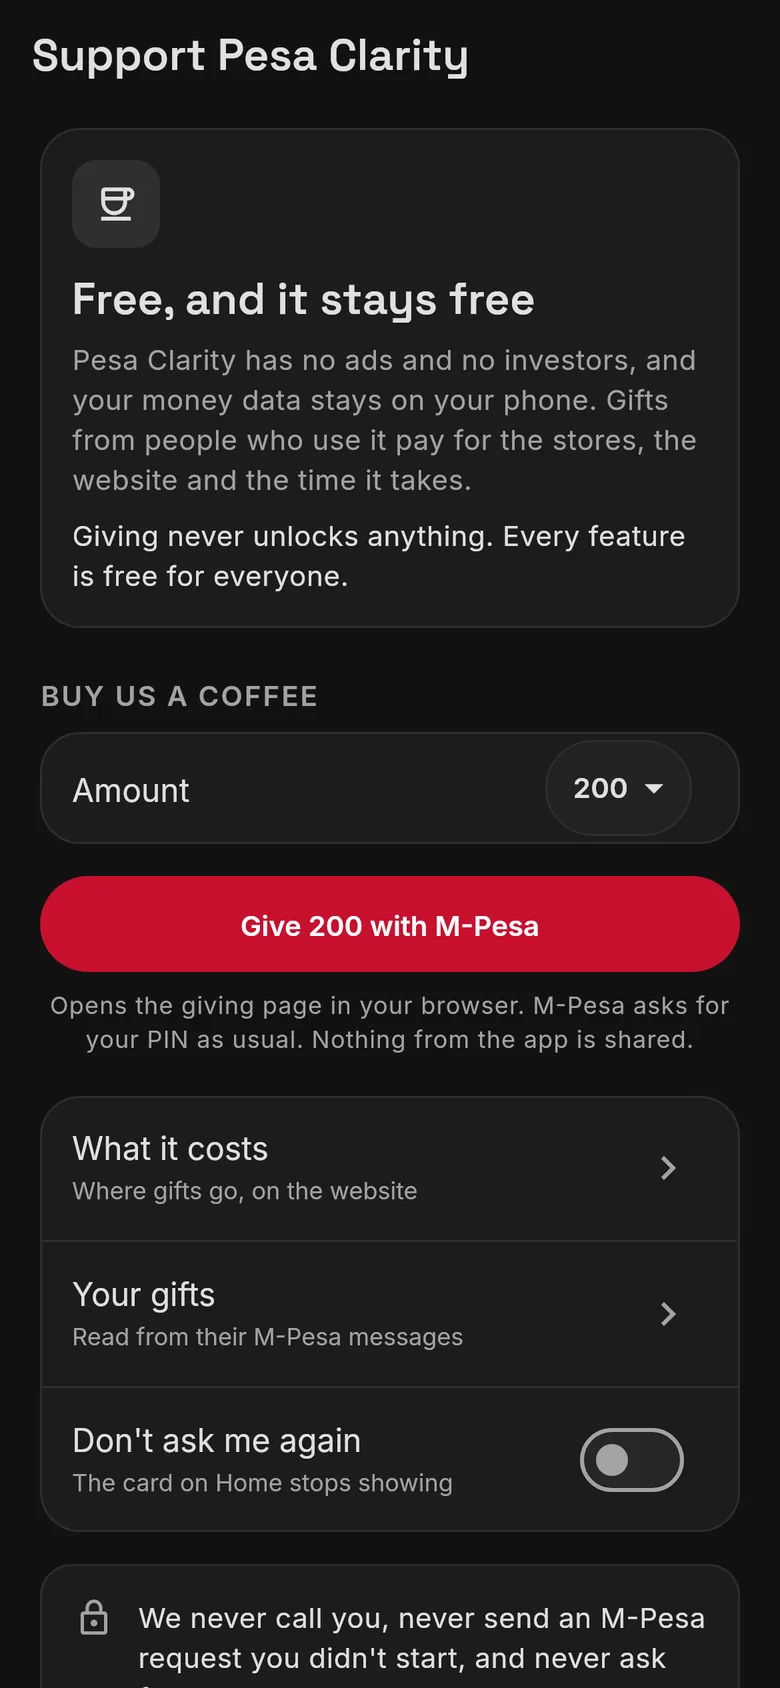 Support Pesa Clarity
Free, and it stays free
Pesa Clarity has no ads and no investors, and
your money data stays on your phone. Gifts
from people who use it pay for the stores, the
website and the time it takes.
Giving never unlocks anything. Every feature
is free for everyone.
BUY US A COFFEE
Amount
200
Give 200 with M-Pesa
Opens the giving page in your browser. M-Pesa asks for
your PIN as usual. Nothing from the app is shared.
What it costs
Where gifts go, on the website
Your gifts
Read from their M-Pesa messages
Don't ask me again
The card on Home stops showing
We never call you, never send an M-Pesa
request you didn't start, and never ask